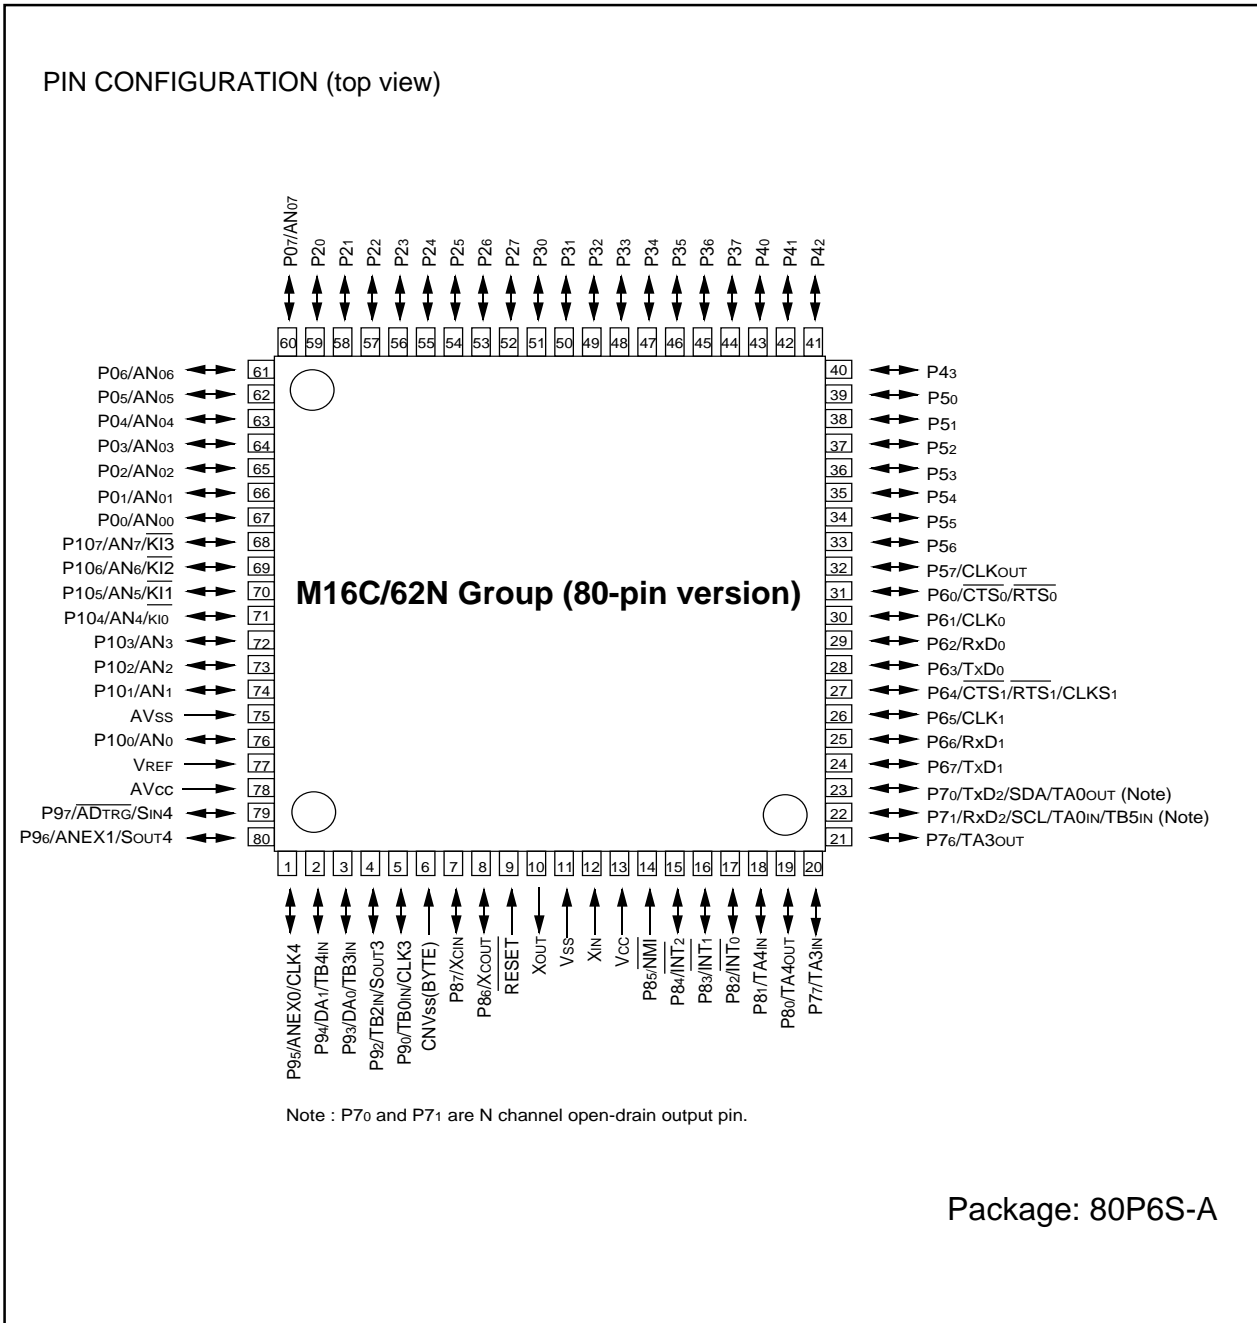 PIN CONFIGURATION (top view)
P07/AN07
P20
P21
P22
P23
P24
P25
P26
P27
P30
P31
P32
P33
P34
P35
P36
P37
P40
P41
P42
60 59 58 57 56 55 54 53 52 51 50 49 48 47 46 45 44 43 42 41
P06/AN06 61
P05/AN05 62
P04/AN04 63
P03/AN03 64
P02/AN02 65
P01/AN01 66
P00/AN00 67
P107/AN7/KI3 68
P106/AN6/KI2 69
P105/AN5/KI1 70
P104/AN4/KI0 71
P103/AN3 72
P102/AN2 73
P101/AN1 74
AVSS 75
P100/AN0 76
VREF 77
AVCC 78
P97/ADTRG/SIN4 79
P96/ANEX1/SOUT4 80
M16C/62N Group (80-pin version)
40 P43
39 P50
38 P51
37 P52
36 P53
35 P54
34 P55
33 P56
32 P57/CLKOUT
31 P60/CTS0/RTS0
30 P61/CLK0
29 P62/RxD0
28 P63/TxD0
27 P64/CTS1/RTS1/CLKS1
26 P65/CLK1
25 P66/RxD1
24 P67/TxD1
23 P70/TxD2/SDA/TA0OUT (Note)
22 P71/RxD2/SCL/TA0IN/TB5IN (Note)
21 P76/TA3OUT
1 2 3 4 5 6 7 8 9 10 11 12 13 14 15 16 17 18 19 20
P95/ANEX0/CLK4
P94/DA1/TB4IN
P93/DA0/TB3IN
P92/TB2IN/SOUT3
P90/TB0IN/CLK3
CNVSS(BYTE)
P87/XCIN
P86/XCOUT
RESET
XOUT
VSS
XIN
VCC
P85/NMI
P84/INT2
P83/INT1
P82/INT0
P81/TA4IN
P80/TA4OUT
P77/TA3IN
Note : P70 and P71 are N channel open-drain output pin.
Package: 80P6S-A